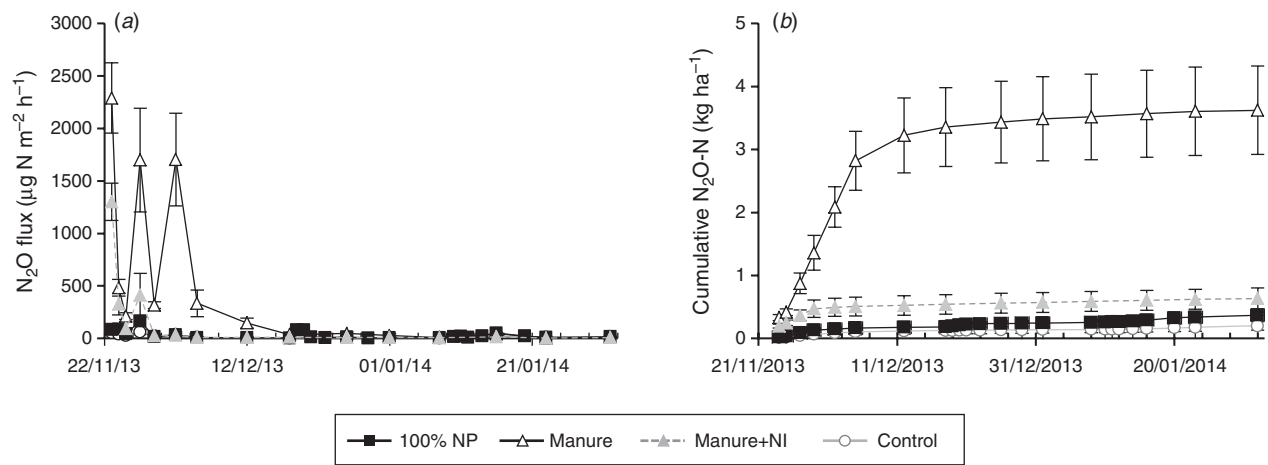 (a)
N₂O flux (µg N m⁻² h⁻¹)
3000
2500
2000
1500
1000
500
0
22/11/13 12/12/13 01/01/14 21/01/14
(b)
Cumulative N₂O-N (kg ha⁻¹)
5
4
3
2
1
0
21/11/2013 11/12/2013 31/12/2013 20/01/2014
100% NP Manure Manure+NI Control